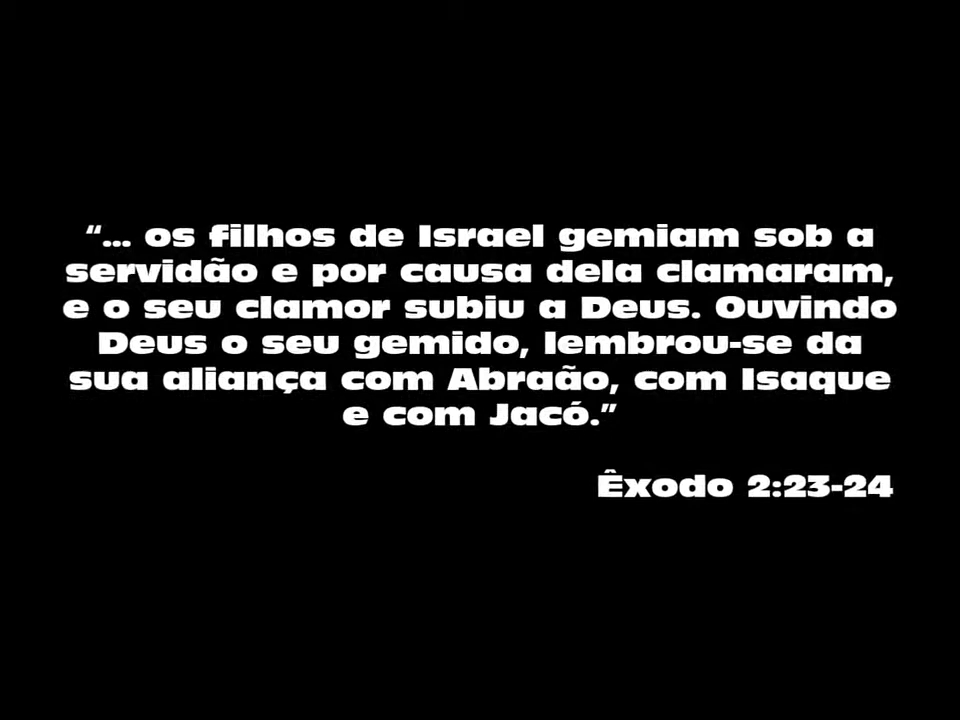 “... os filhos de Israel gemiam sob a
servidão e por causa dela clamaram,
e o seu clamor subiu a Deus. Ouvindo
Deus o seu gemido, lembrou-se da
sua aliança com Abraão, com Isaque
e com Jacó.”
Êxodo 2:23-24